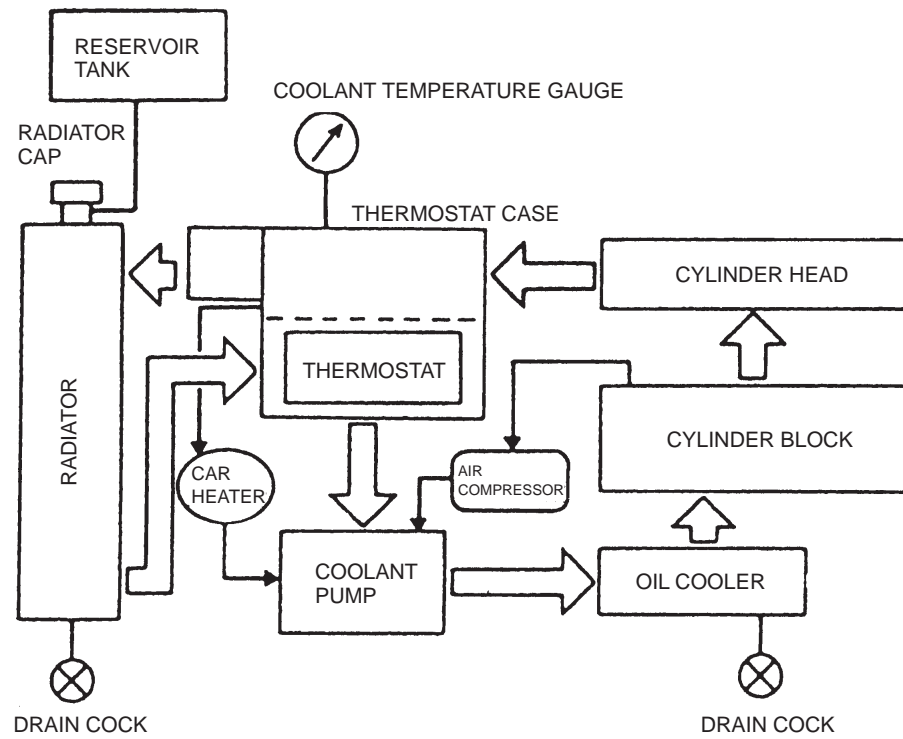 RESERVOIR
TANK
COOLANT TEMPERATURE GAUGE
RADIATOR
CAP
THERMOSTAT CASE
CYLINDER HEAD
THERMOSTAT
RADIATOR
CYLINDER BLOCK
CAR
HEATER
AIR
COMPRESSOR
COOLANT
PUMP
OIL COOLER
DRAIN COCK
DRAIN COCK